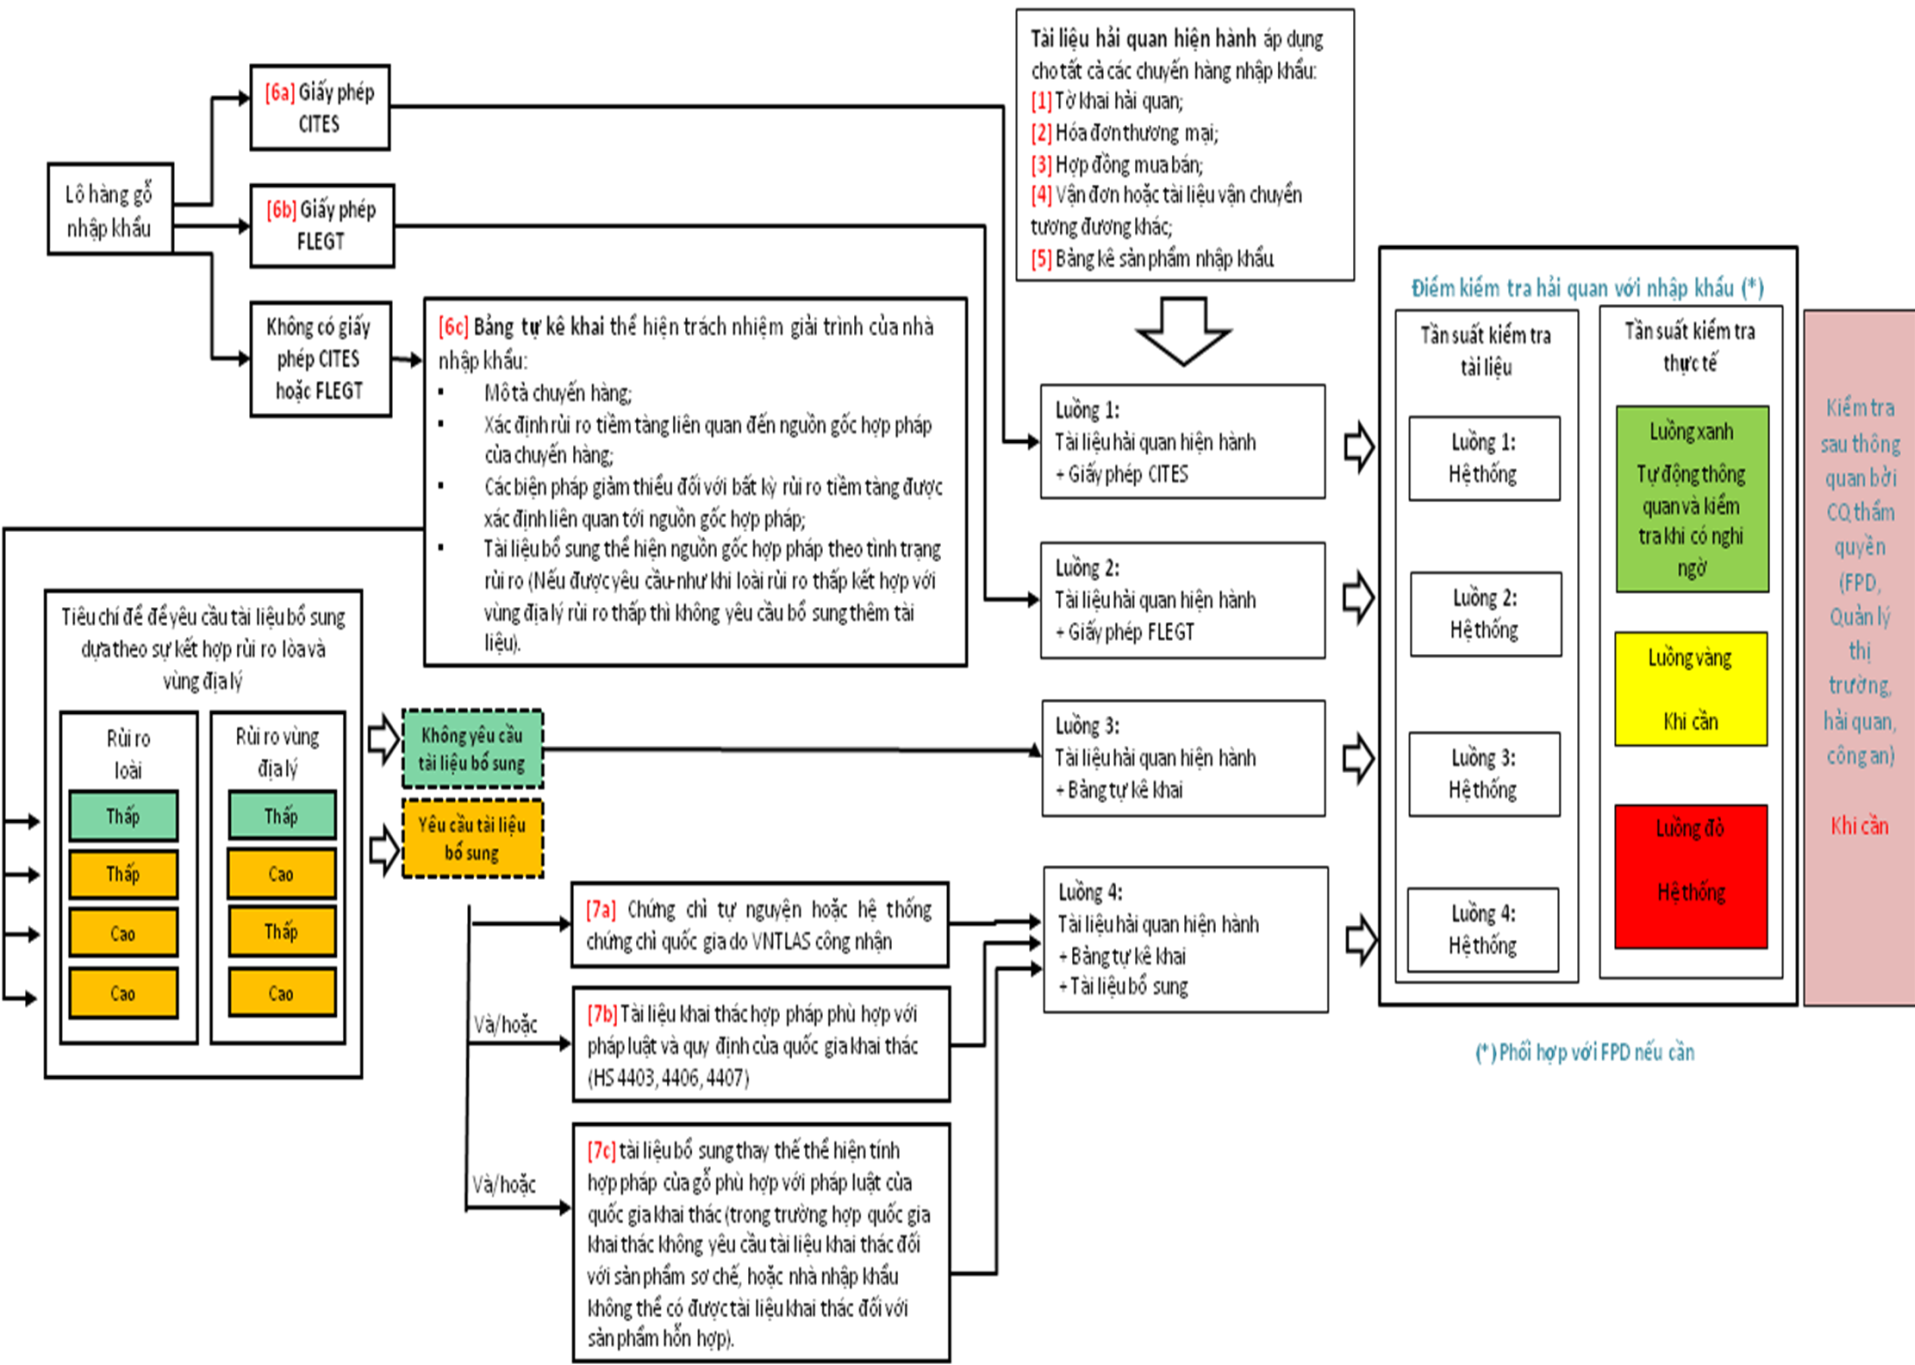 Lô hàng gỗ
nhập khẩu
[6a] Giấy phép
CITES
[6b] Giấy phép
FLEGT
Không có giấy
phép CITES
hoặc FLEGT
[6c] Bảng tự kê khai thể hiện trách nhiệm giải trình của nhà
nhập khẩu:
▪ Mô tả chuyến hàng;
▪ Xác định rủi ro tiềm tàng liên quan đến nguồn gốc hợp pháp
của chuyến hàng;
▪ Các biện pháp giảm thiểu đối với bất kỳ rủi ro tiềm tàng được
xác định liên quan tới nguồn gốc hợp pháp;
▪ Tài liệu bổ sung thể hiện nguồn gốc hợp pháp theo tình trạng
rủi ro (Nếu được yêu cầu-như khi loài rủi ro thấp kết hợp với
vùng địa lý rủi ro thấp thì không yêu cầu bổ sung thêm tài
liệu).
Tiêu chí để đề yêu cầu tài liệu bổ sung
dựa theo sự kết hợp rủi ro lòa và
vùng địa lý
Rủi ro
loài
Thấp
Thấp
Cao
Cao
Rủi ro vùng
địa lý
Thấp
Cao
Thấp
Cao
Không yêu cầu
tài liệu bổ sung
Yêu cầu tài liệu
bổ sung
[7a] Chứng chỉ tự nguyện hoặc hệ thống
chứng chỉ quốc gia do VNTLAS công nhận
Và/hoặc
[7b] Tài liệu khai thác hợp pháp phù hợp với
pháp luật và quy định của quốc gia khai thác
(HS 4403, 4406, 4407)
Và/hoặc
[7c] tài liệu bổ sung thay thế thể hiện tính
hợp pháp của gỗ phù hợp với pháp luật của
quốc gia khai thác (trong trường hợp quốc gia
khai thác không yêu cầu tài liệu khai thác đối
với sản phẩm sơ chế, hoặc nhà nhập khẩu
không thể có được tài liệu khai thác đối với
sản phẩm hỗn hợp).
Tài liệu hải quan hiện hành áp dụng
cho tất cả các chuyến hàng nhập khẩu:
[1] Tờ khai hải quan;
[2] Hóa đơn thương mại;
[3] Hợp đồng mua bán;
[4] Vận đơn hoặc tài liệu vận chuyển
tương đương khác;
[5] Bảng kê sản phẩm nhập khẩu.
Luồng 1:
Tài liệu hải quan hiện hành
+ Giấy phép CITES
Luồng 2:
Tài liệu hải quan hiện hành
+ Giấy phép FLEGT
Luồng 3:
Tài liệu hải quan hiện hành
+ Bảng tự kê khai
Luồng 4:
Tài liệu hải quan hiện hành
+ Bảng tự kê khai
+ Tài liệu bổ sung
Điểm kiểm tra hải quan với nhập khẩu (*)
Tần suất kiểm tra
tài liệu
Luồng 1:
Hệ thống
Luồng 2:
Hệ thống
Luồng 3:
Hệ thống
Luồng 4:
Hệ thống
Tần suất kiểm tra
thực tế
Luồng xanh
Tự động thông
quan và kiểm
tra khi có nghi
ngờ
Luồng vàng
Khi cần
Luồng đỏ
Hệ thống
(*) Phối hợp với FPD nếu cần
Kiểm tra
sau thông
quan bởi
CQ thẩm
quyền
(FPD,
Quản lý
thị
trường,
hải quan,
công an)
Khi cần